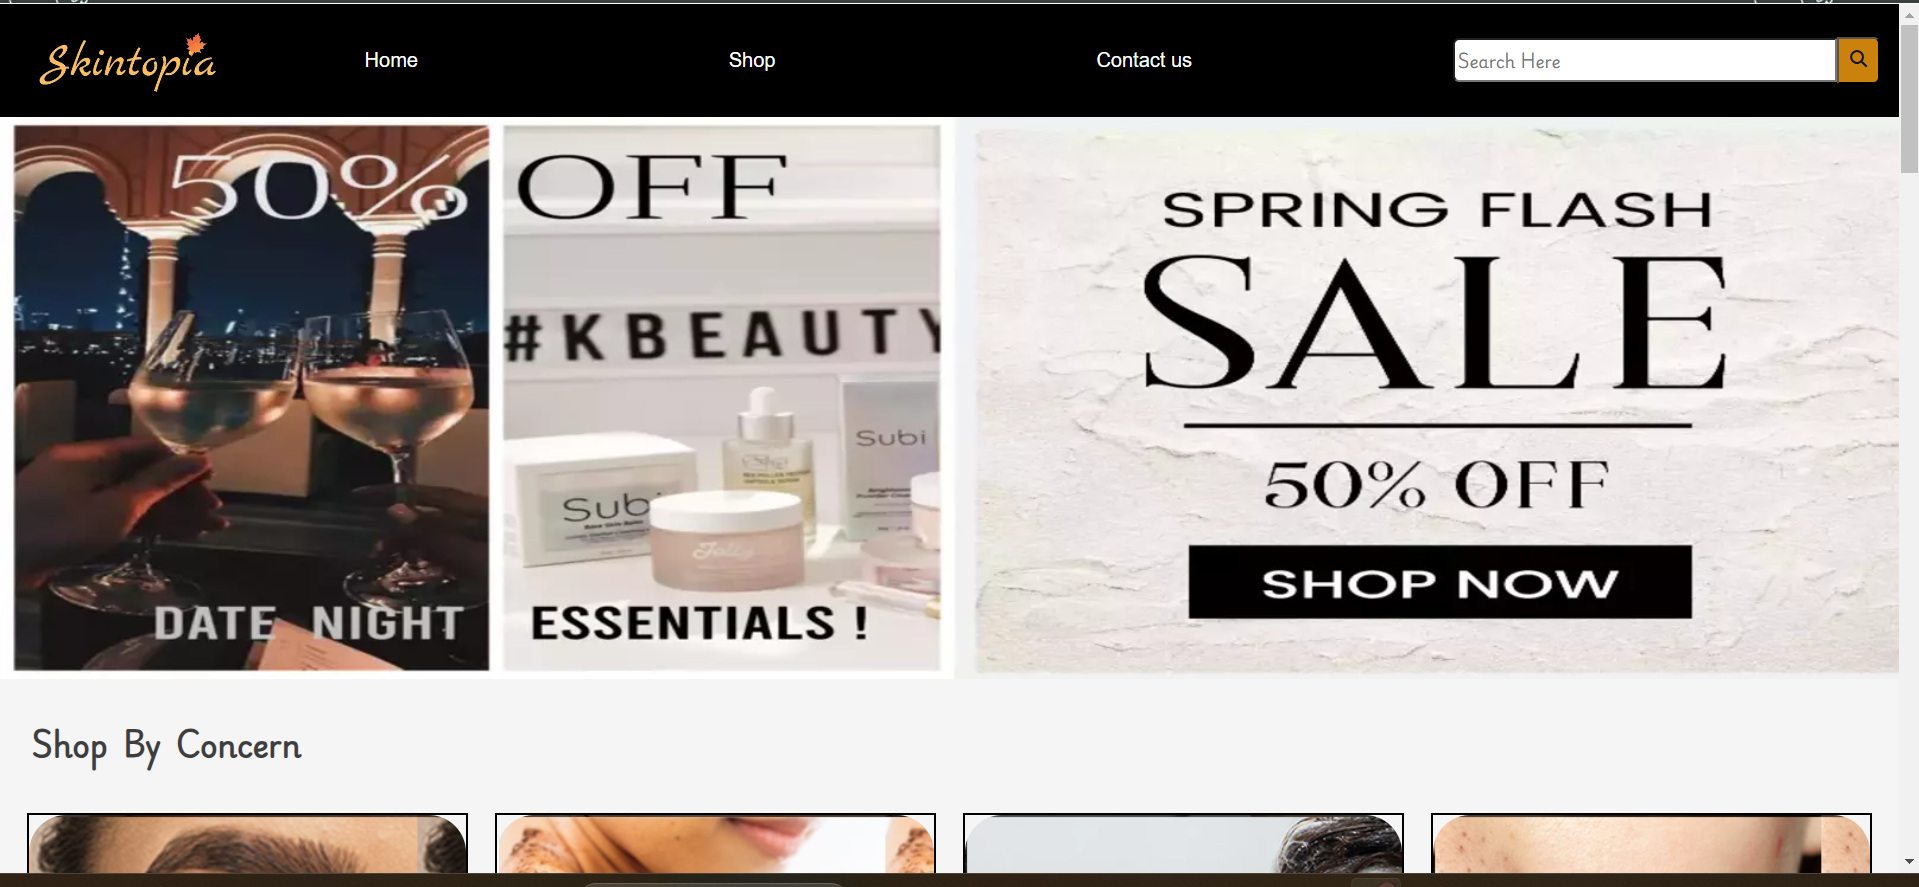 Skintopia
Home
Shop
Contact us
Search Here
50% OFF
#KBEAUTY
Subi
Subi
Jelly
DATE NIGHT ESSENTIALS !
SPRING FLASH
SALE
50% OFF
SHOP NOW
Shop By Concern